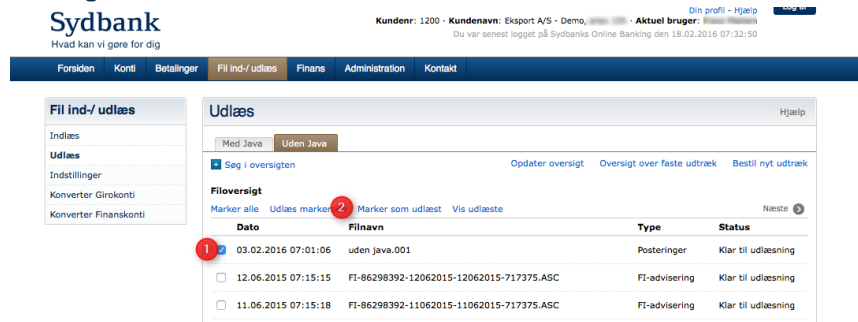 Sydbank
Hvad kan vi gøre for dig
Din profil - Hjælp
Kundenr: 1200 · Kundenavn: Eksport A/S - Demo, · Aktuel bruger:
Du var senest logget på Sydbanks Online Banking den 18.02.2016 07:32:50
Forsiden Konti Betalinger Fil ind-/ udlæs Finans Administration Kontakt
Fil ind-/ udlæs
Indlæs
Udlæs
Indstillinger
Konverter Girokonti
Konverter Finanskonti
Udlæs Hjælp
Med Java Uden Java
Søg i oversigten Opdater oversigt Oversigt over faste udtræk Bestil nyt udtræk
Filoversigt
Marker alle Udlæs marker 2 Marker som udlæst Vis udlæste Næste
Dato Filnavn Type Status
1 03.02.2016 07:01:06 uden java.001 Posteringer Klar til udlæsning
12.06.2015 07:15:15 FI-86298392-12062015-12062015-717375.ASC FI-advisering Klar til udlæsning
11.06.2015 07:15:18 FI-86298392-11062015-11062015-717375.ASC FI-advisering Klar til udlæsning